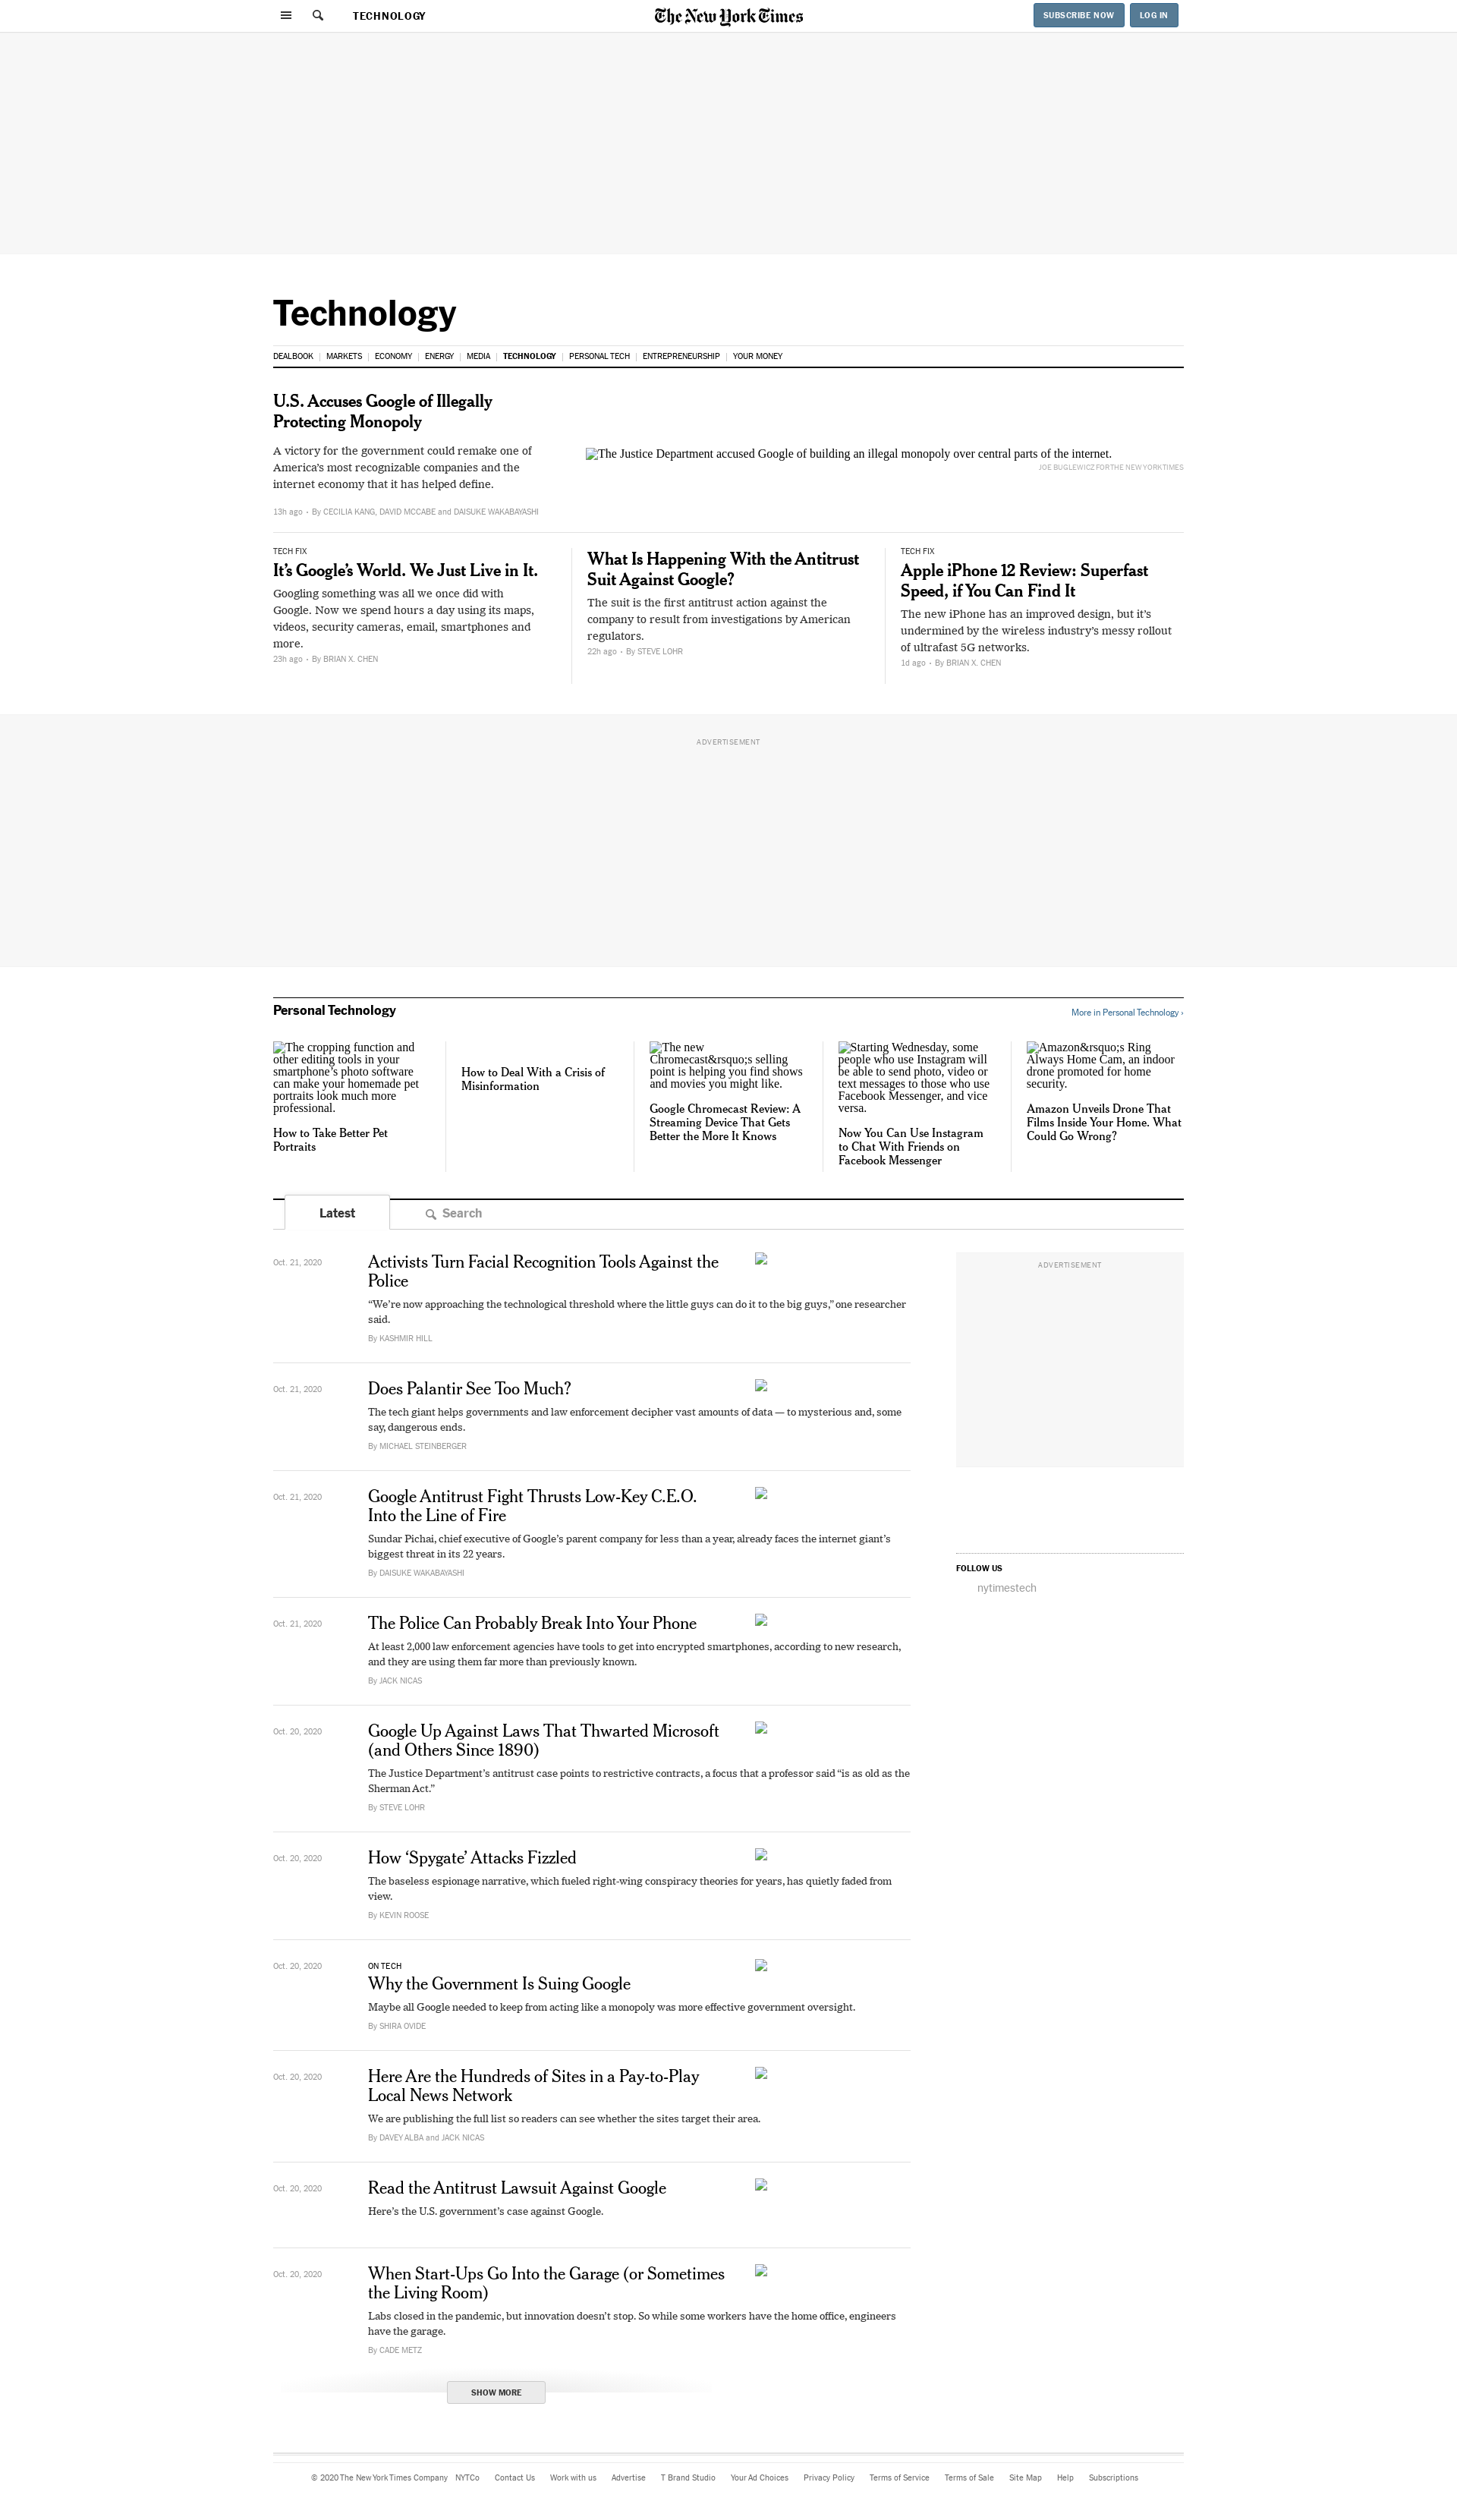 TECHNOLOGY
The New York Times
SUBSCRIBE NOW
LOG IN
Technology
DEALBOOK
MARKETS
ECONOMY
ENERGY
MEDIA
TECHNOLOGY
PERSONAL TECH
ENTREPRENEURSHIP
YOUR MONEY
U.S. Accuses Google of Illegally
Protecting Monopoly
A victory for the government could remake one of
America’s most recognizable companies and the
internet economy that it has helped define.
13h ago • By CECILIA KANG, DAVID MCCABE and DAISUKE WAKABAYASHI
The Justice Department accused Google of building an illegal monopoly over central parts of the internet.
JOE BUGLEWICZ FOR THE NEW YORK TIMES
TECH FIX
It’s Google’s World. We Just Live in It.
Googling something was all we once did with
Google. Now we spend hours a day using its maps,
videos, security cameras, email, smartphones and
more.
23h ago • By BRIAN X. CHEN
What Is Happening With the Antitrust
Suit Against Google?
The suit is the first antitrust action against the
company to result from investigations by American
regulators.
22h ago • By STEVE LOHR
TECH FIX
Apple iPhone 12 Review: Superfast
Speed, if You Can Find It
The new iPhone has an improved design, but it’s
undermined by the wireless industry’s messy rollout
of ultrafast 5G networks.
1d ago • By BRIAN X. CHEN
ADVERTISEMENT
Personal Technology
More in Personal Technology ›
The cropping function and
other editing tools in your
smartphone’s photo software
can make your homemade pet
portraits look much more
professional.
How to Take Better Pet
Portraits
How to Deal With a Crisis of
Misinformation
The new
Chromecast&rsquo;s selling
point is helping you find shows
and movies you might like.
Google Chromecast Review: A
Streaming Device That Gets
Better the More It Knows
Starting Wednesday, some
people who use Instagram will
be able to send photo, video or
text messages to those who use
Facebook Messenger, and vice
versa.
Now You Can Use Instagram
to Chat With Friends on
Facebook Messenger
Amazon&rsquo;s Ring
Always Home Cam, an indoor
drone promoted for home
security.
Amazon Unveils Drone That
Films Inside Your Home. What
Could Go Wrong?
Latest
Search
Oct. 21, 2020
Activists Turn Facial Recognition Tools Against the
Police
“We’re now approaching the technological threshold where the little guys can do it to the big guys,” one researcher
said.
By KASHMIR HILL
Oct. 21, 2020
Does Palantir See Too Much?
The tech giant helps governments and law enforcement decipher vast amounts of data — to mysterious and, some
say, dangerous ends.
By MICHAEL STEINBERGER
Oct. 21, 2020
Google Antitrust Fight Thrusts Low-Key C.E.O.
Into the Line of Fire
Sundar Pichai, chief executive of Google’s parent company for less than a year, already faces the internet giant’s
biggest threat in its 22 years.
By DAISUKE WAKABAYASHI
Oct. 21, 2020
The Police Can Probably Break Into Your Phone
At least 2,000 law enforcement agencies have tools to get into encrypted smartphones, according to new research,
and they are using them far more than previously known.
By JACK NICAS
Oct. 20, 2020
Google Up Against Laws That Thwarted Microsoft
(and Others Since 1890)
The Justice Department’s antitrust case points to restrictive contracts, a focus that a professor said “is as old as the
Sherman Act.”
By STEVE LOHR
Oct. 20, 2020
How ‘Spygate’ Attacks Fizzled
The baseless espionage narrative, which fueled right-wing conspiracy theories for years, has quietly faded from
view.
By KEVIN ROOSE
Oct. 20, 2020
ON TECH
Why the Government Is Suing Google
Maybe all Google needed to keep from acting like a monopoly was more effective government oversight.
By SHIRA OVIDE
Oct. 20, 2020
Here Are the Hundreds of Sites in a Pay-to-Play
Local News Network
We are publishing the full list so readers can see whether the sites target their area.
By DAVEY ALBA and JACK NICAS
Oct. 20, 2020
Read the Antitrust Lawsuit Against Google
Here’s the U.S. government’s case against Google.
Oct. 20, 2020
When Start-Ups Go Into the Garage (or Sometimes
the Living Room)
Labs closed in the pandemic, but innovation doesn’t stop. So while some workers have the home office, engineers
have the garage.
By CADE METZ
SHOW MORE
ADVERTISEMENT
FOLLOW US
nytimestech
© 2020 The New York Times Company NYTCo Contact Us Work with us Advertise T Brand Studio Your Ad Choices Privacy Policy Terms of Service Terms of Sale Site Map Help Subscriptions